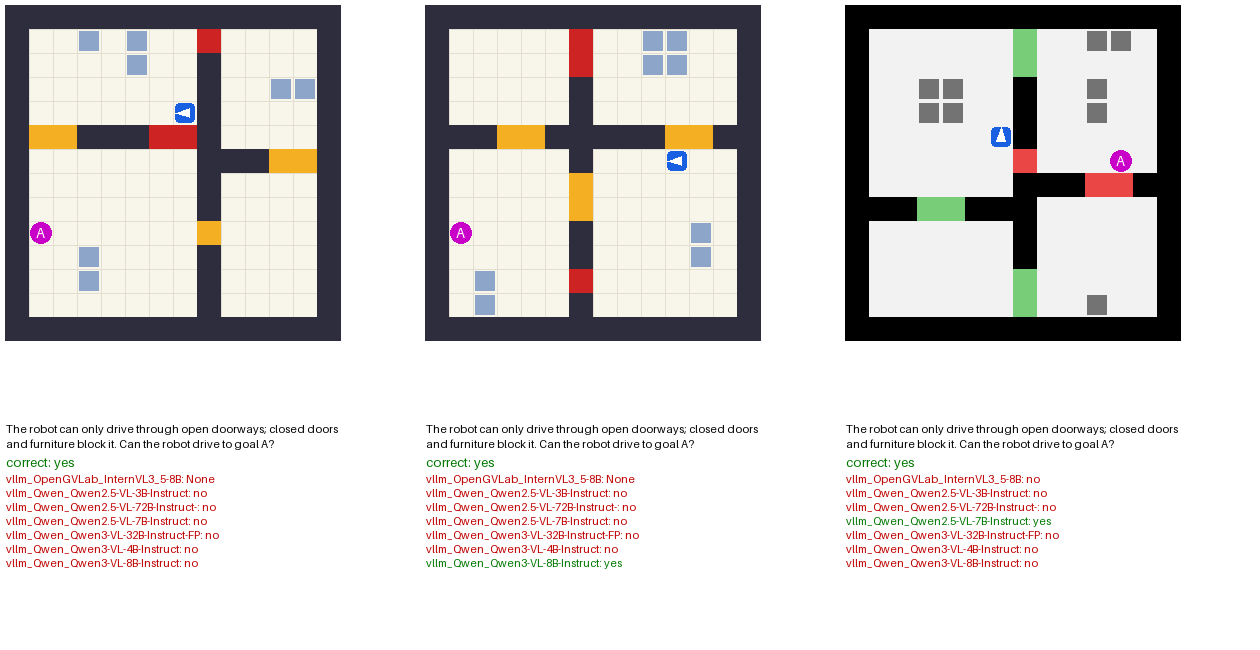 A
A
A
The robot can only drive through open doorways; closed doors
and furniture block it. Can the robot drive to goal A?
correct: yes
vllm_OpenGVLab_InternVL3_5-8B: None
vllm_Qwen_Qwen2.5-VL-3B-Instruct: no
vllm_Qwen_Qwen2.5-VL-72B-Instruct-: no
vllm_Qwen_Qwen2.5-VL-7B-Instruct: no
vllm_Qwen_Qwen3-VL-32B-Instruct-FP: no
vllm_Qwen_Qwen3-VL-4B-Instruct: no
vllm_Qwen_Qwen3-VL-8B-Instruct: no
The robot can only drive through open doorways; closed doors
and furniture block it. Can the robot drive to goal A?
correct: yes
vllm_OpenGVLab_InternVL3_5-8B: None
vllm_Qwen_Qwen2.5-VL-3B-Instruct: no
vllm_Qwen_Qwen2.5-VL-72B-Instruct-: no
vllm_Qwen_Qwen2.5-VL-7B-Instruct: no
vllm_Qwen_Qwen3-VL-32B-Instruct-FP: no
vllm_Qwen_Qwen3-VL-4B-Instruct: no
vllm_Qwen_Qwen3-VL-8B-Instruct: yes
The robot can only drive through open doorways; closed doors
and furniture block it. Can the robot drive to goal A?
correct: yes
vllm_OpenGVLab_InternVL3_5-8B: no
vllm_Qwen_Qwen2.5-VL-3B-Instruct: no
vllm_Qwen_Qwen2.5-VL-72B-Instruct-: no
vllm_Qwen_Qwen2.5-VL-7B-Instruct: yes
vllm_Qwen_Qwen3-VL-32B-Instruct-FP: no
vllm_Qwen_Qwen3-VL-4B-Instruct: no
vllm_Qwen_Qwen3-VL-8B-Instruct: no